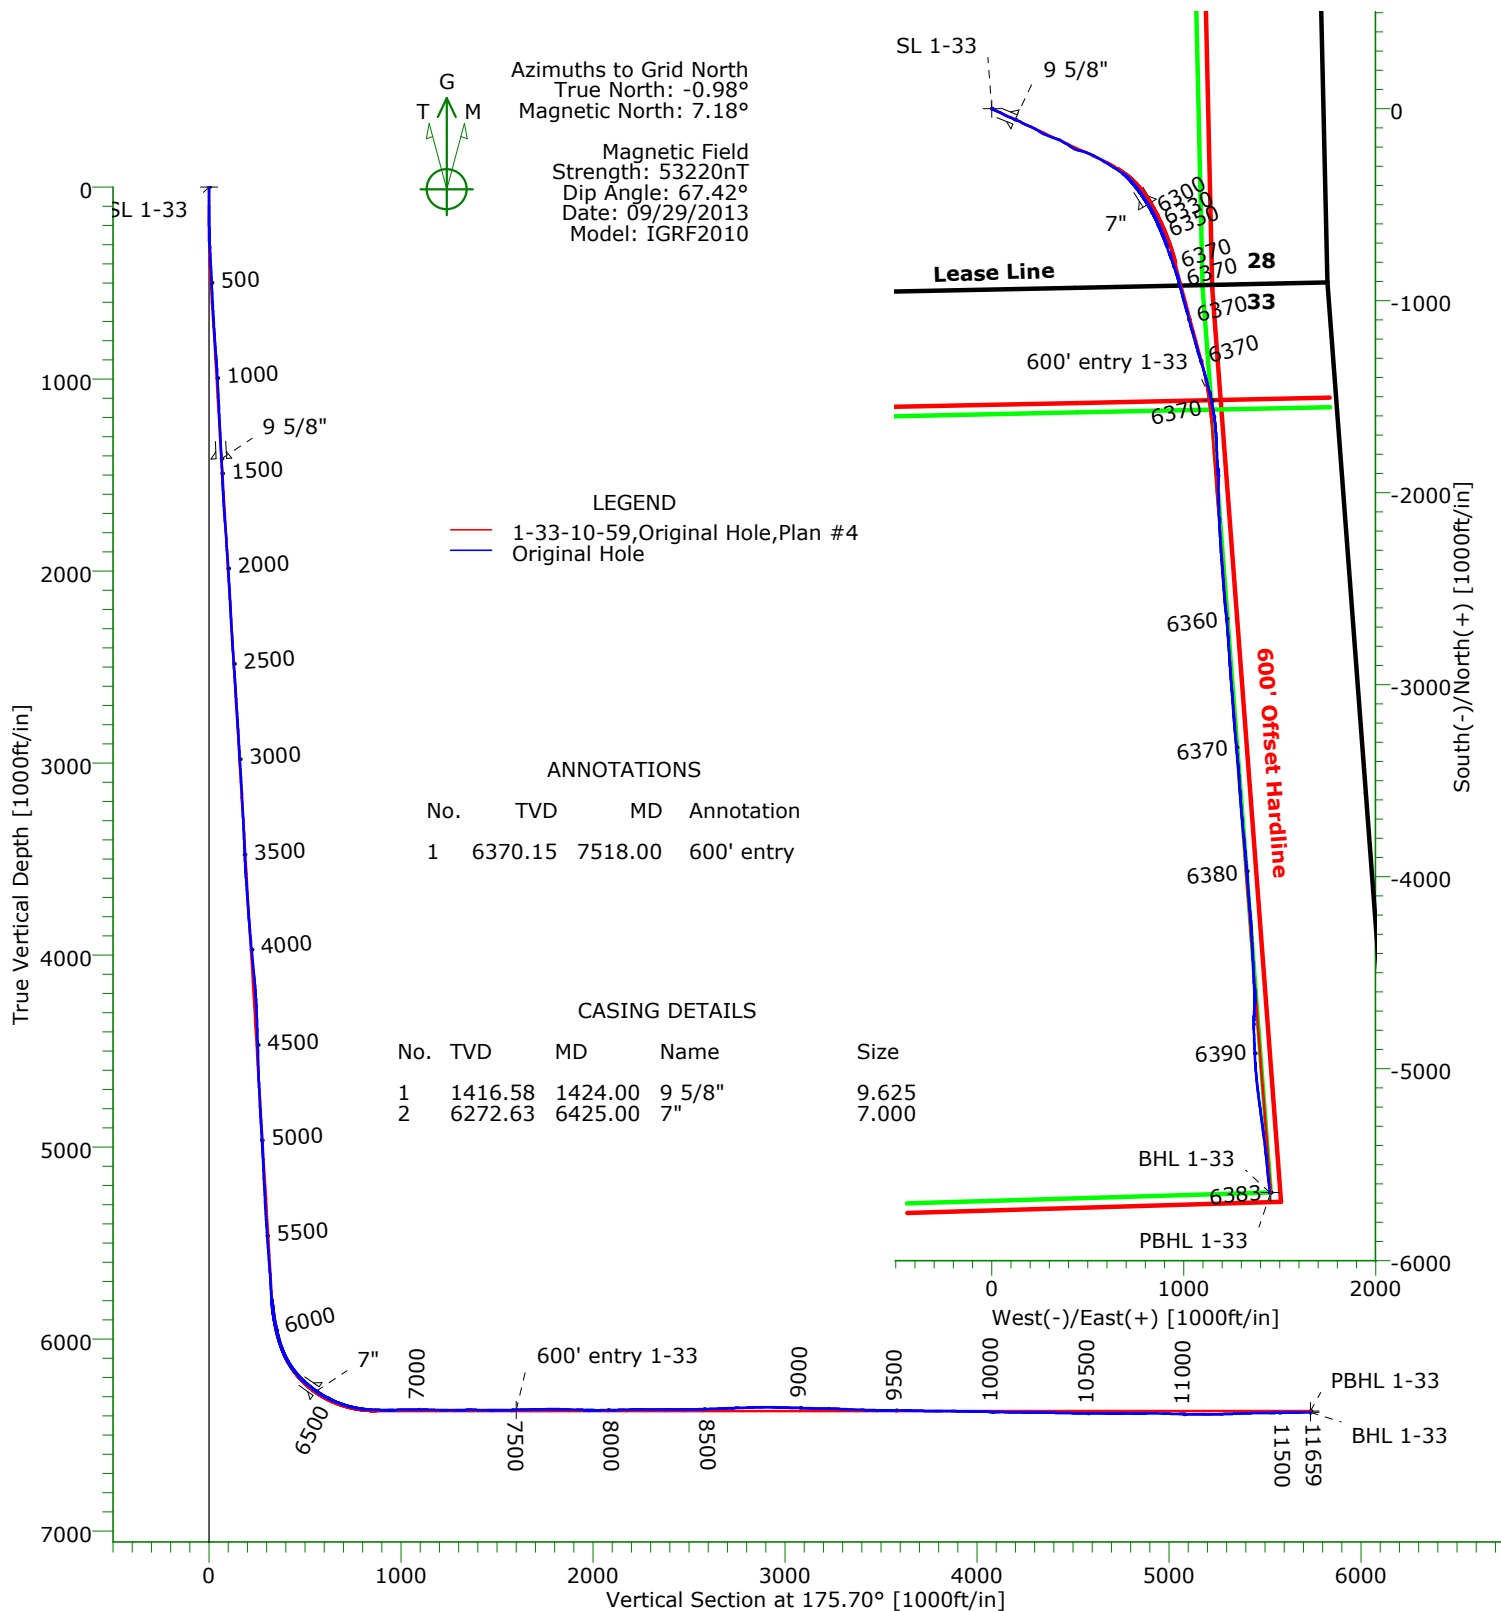 SL 1-33
9 5/8"
Azimuths to Grid North
True North: -0.98°
Magnetic North: 7.18°
Magnetic Field
Strength: 53220nT
Dip Angle: 67.42°
Date: 09/29/2013
Model: IGRF2010
G
T M
SL 1-33
500
1000
9 5/8"
1500
2000
2500
3000
3500
4000
4500
5000
5500
6000
6500
7"
7000
600' entry 1-33
7500
8000
8500
9000
9500
10000
10500
11000
11500
11659
PBHL 1-33
BHL 1-33
0
1000
2000
3000
4000
5000
6000
7000
True Vertical Depth [1000ft/in]
0 1000 2000 3000 4000 5000 6000
Vertical Section at 175.70° [1000ft/in]
LEGEND
1-33-10-59,Original Hole,Plan #4
Original Hole
ANNOTATIONS
No. TVD MD Annotation
1 6370.15 7518.00 600' entry
CASING DETAILS
No. TVD MD Name Size
1 1416.58 1424.00 9 5/8" 9.625
2 6272.63 6425.00 7" 7.000
7"
6300
6330
6350
6370
6370
Lease Line
28
33
6370
6370
600' entry 1-33
6370
6360
6370
6380
6390
600' Offset Hardline
BHL 1-33
6383
PBHL 1-33
0
-1000
-2000
-3000
-4000
-5000
-6000
South(-)/North(+) [1000ft/in]
0 1000 2000
West(-)/East(+) [1000ft/in]